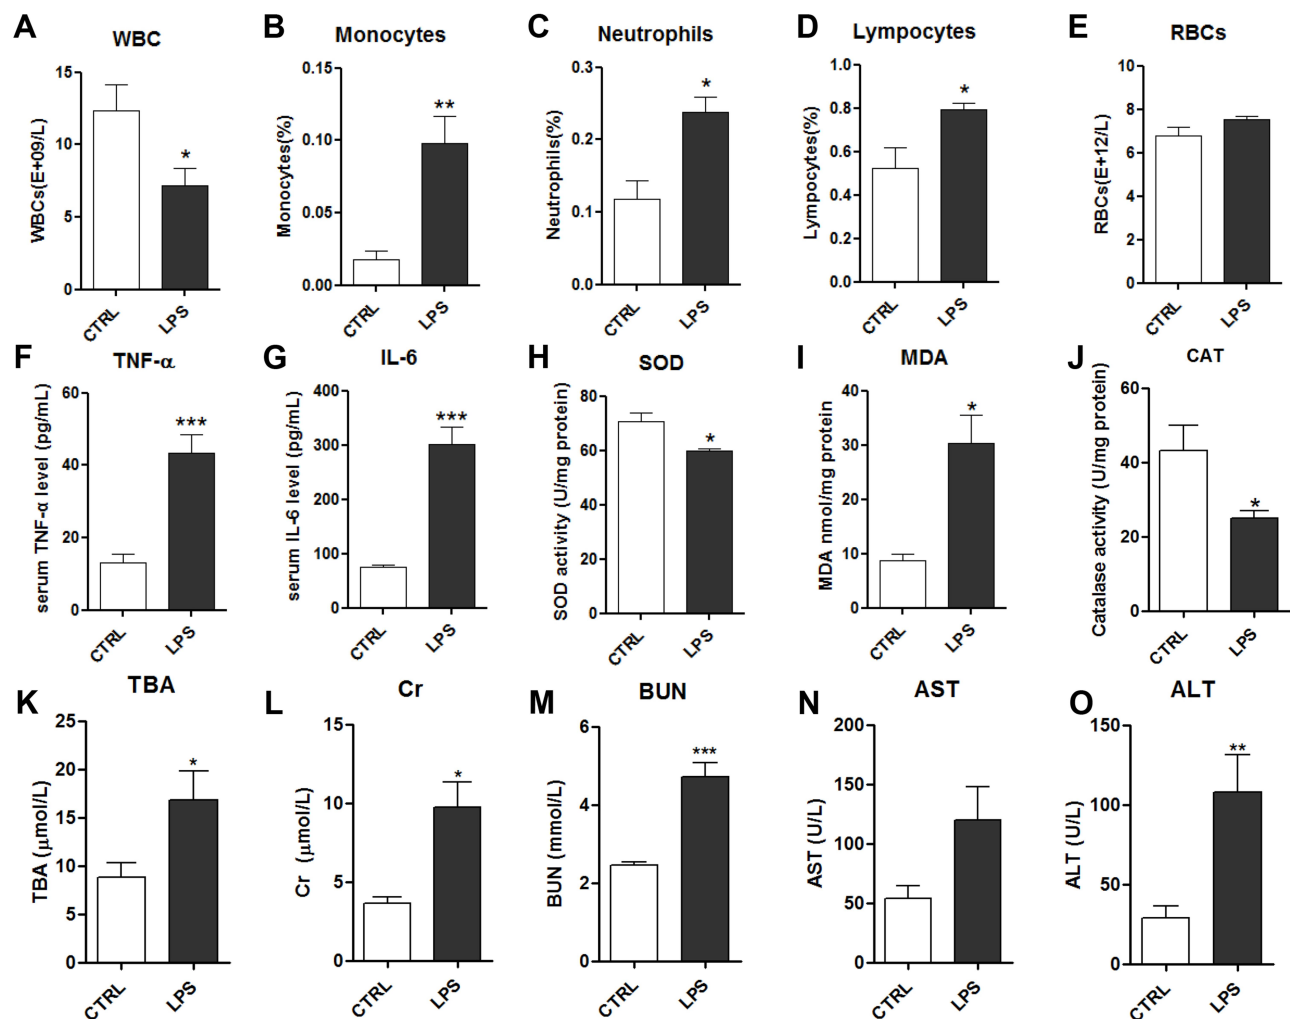 A
WBC
WBCs(E+09/L)
15
10
5
0
CTRL
LPS
*
B
Monocytes
Monocytes(%)
0.15
0.10
0.05
0.00
CTRL
LPS
**
C
Neutrophils
Neutrophils(%)
0.3
0.2
0.1
0.0
CTRL
LPS
*
D
Lympocytes
Lympocytes(%)
1.0
0.8
0.6
0.4
0.2
0.0
CTRL
LPS
*
E
RBCs
RBCs(E+12/L)
10
8
6
4
2
0
CTRL
LPS
F
TNF-α
serum TNF-α level (pg/mL)
60
40
20
0
CTRL
LPS
***
G
IL-6
serum IL-6 level (pg/mL)
400
300
200
100
0
CTRL
LPS
***
H
SOD
SOD activity (U/mg protein)
80
60
40
20
0
CTRL
LPS
*
I
MDA
MDA nmol/mg protein
40
30
20
10
0
CTRL
LPS
*
J
CAT
Catalase activity (U/mg protein)
60
40
20
0
CTRL
LPS
*
K
TBA
TBA (μmol/L)
25
20
15
10
5
0
CTRL
LPS
*
L
Cr
Cr (μmol/L)
15
10
5
0
CTRL
LPS
*
M
BUN
BUN (mmol/L)
6
4
2
0
CTRL
LPS
***
N
AST
AST (U/L)
200
150
100
50
0
CTRL
LPS
O
ALT
ALT (U/L)
150
100
50
0
CTRL
LPS
**